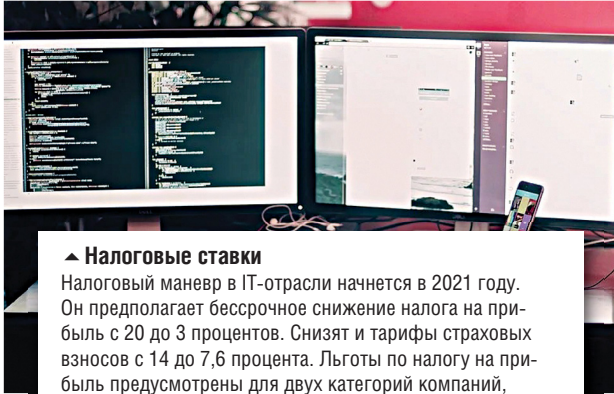 Налоговые ставки
Налоговый маневр в IT-отрасли начнется в 2021 году.
Он предполагает бессрочное снижение налога на при-
быль с 20 до 3 процентов. Снизят и тарифы страховых
взносов с 14 до 7,6 процента. Льготы по налогу на при-
быль предусмотрены для двух категорий компаний,